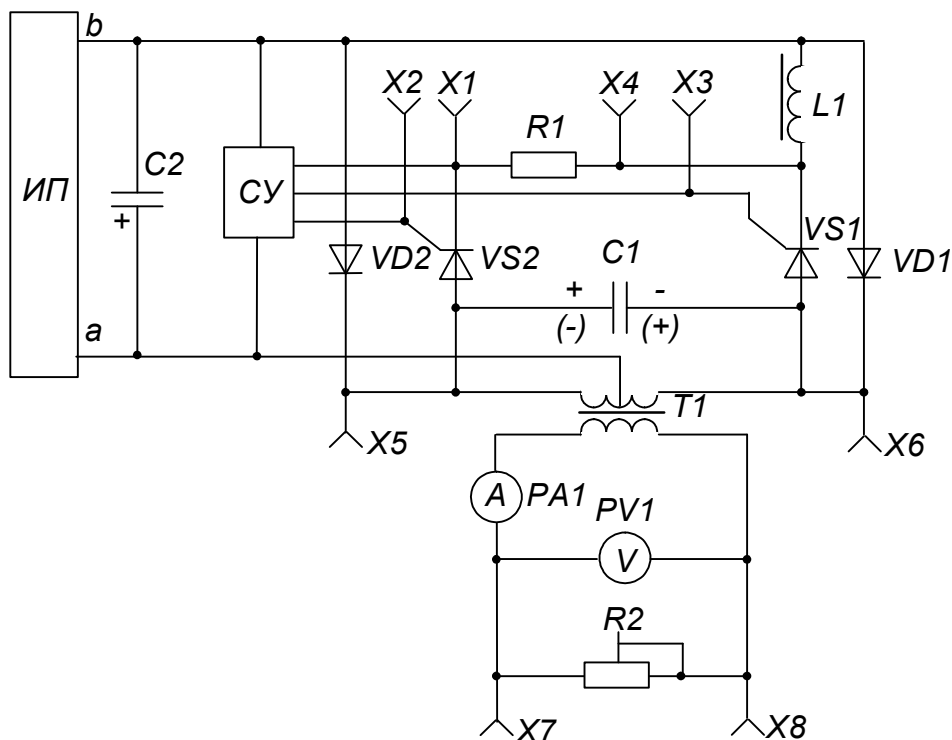 b
X2
X1
X4
X3
L1
R1
C2
ИП
СУ
+
VD2
VS2
C1
VS1
VD1
+
-
(-)
(+)
a
T1
X5
X6
A
PA1
PV1
V
R2
X7
X8